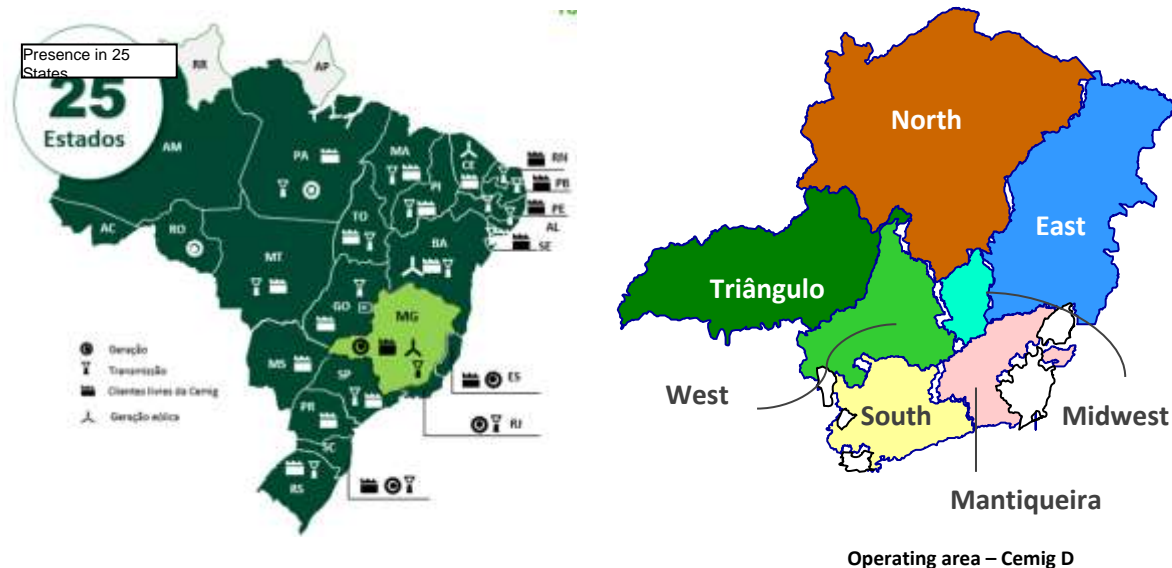 Presence in 25
States
25
Estados
RR
AP
AM
PA
MA
CE
RN
PI
PB
PE
AL
SE
AC
RO
TO
BA
MT
GO
MG
MS
SP
ES
PR
RJ
SC
RS
Geração
Transmissão
Clientes livres da Cemig
Geração eólica
North
East
Triângulo
West
South
Midwest
Mantiqueira
Operating area – Cemig D